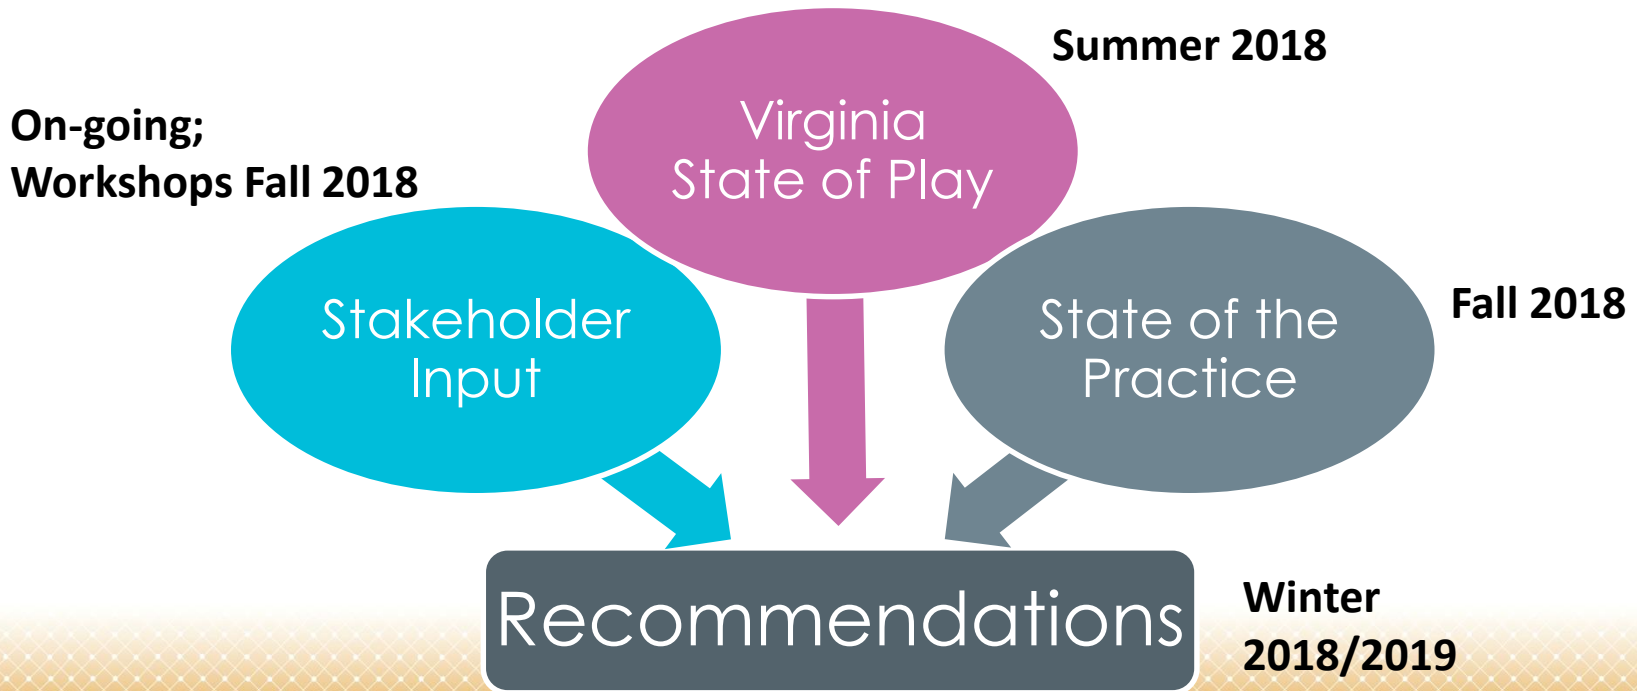 Summer 2018
Virginia
State of Play
On-going;
Workshops Fall 2018
Stakeholder
Input
State of the
Practice
Fall 2018
Recommendations
Winter
2018/2019